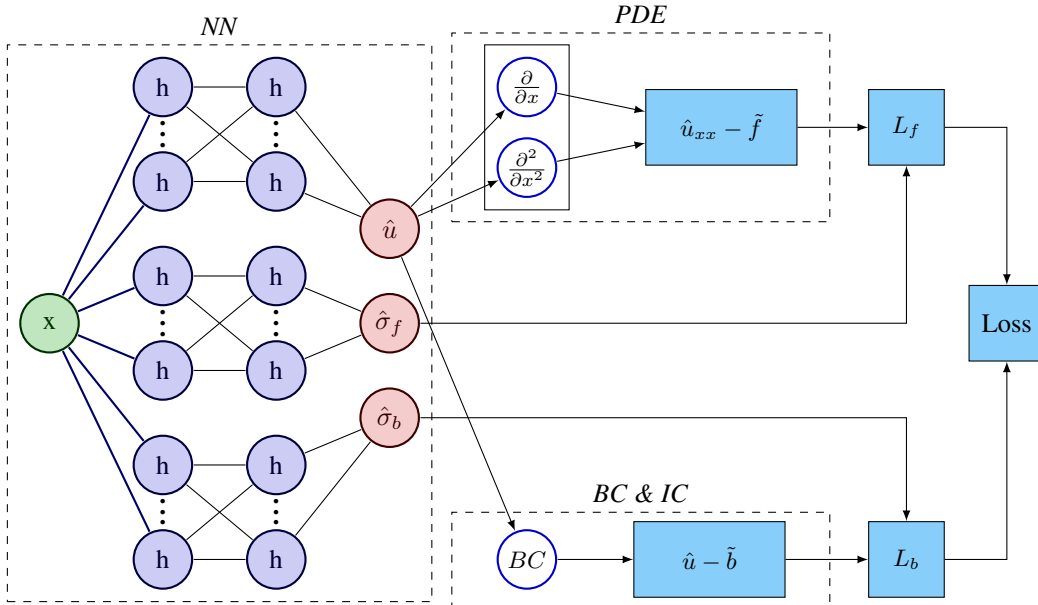 NN
PDE
h h
∂/∂x
h h
∂²/∂x²
û_xx − f̃
L_f
û
h h
x
σ̂_f
Loss
h h
σ̂_b
h h
BC & IC
h h
BC
û − b̃
L_b